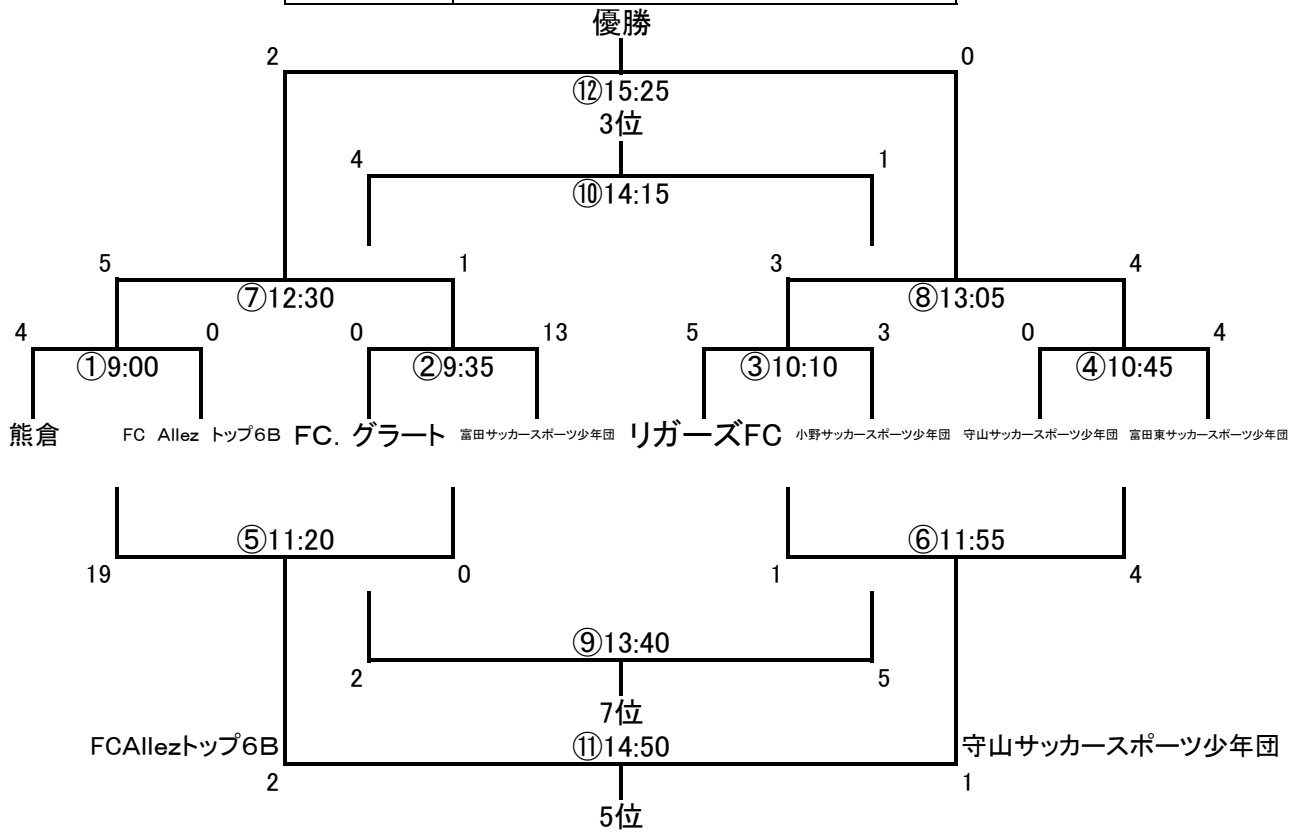 優勝
2 0
⑫15:25
3位
4 1
⑩14:15
5 1 3 4
⑦12:30 ⑧13:05
4 0 0 13 5 3 0 4
①9:00 ②9:35 ③10:10 ④10:45
熊倉 FC Allez トップ6B FC. グラート 富田サッカースポーツ少年団 リガーズFC 小野サッカースポーツ少年団 守山サッカースポーツ少年団 富田東サッカースポーツ少年団
⑤11:20 ⑥11:55
19 0 1 4
⑨13:40
2 5
7位
FCAllezトップ6B ⑪14:50 守山サッカースポーツ少年団
2 1
5位